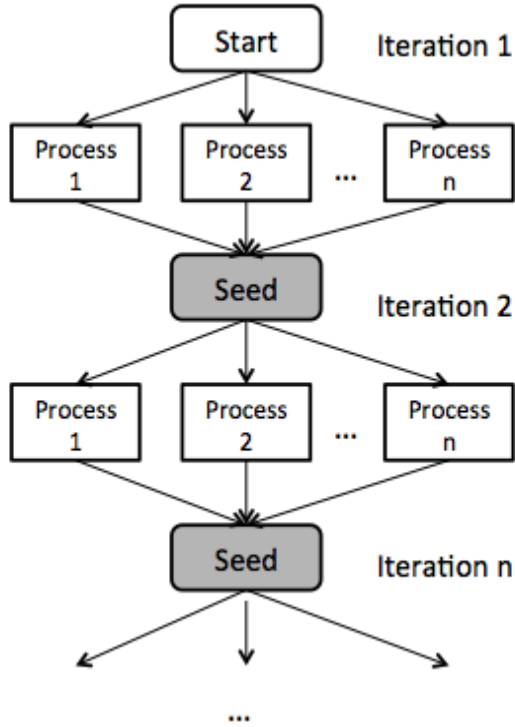 Start
Iteration 1
Process
1
Process
2
...
Process
n
Seed
Iteration 2
Process
1
Process
2
...
Process
n
Seed
Iteration n
...